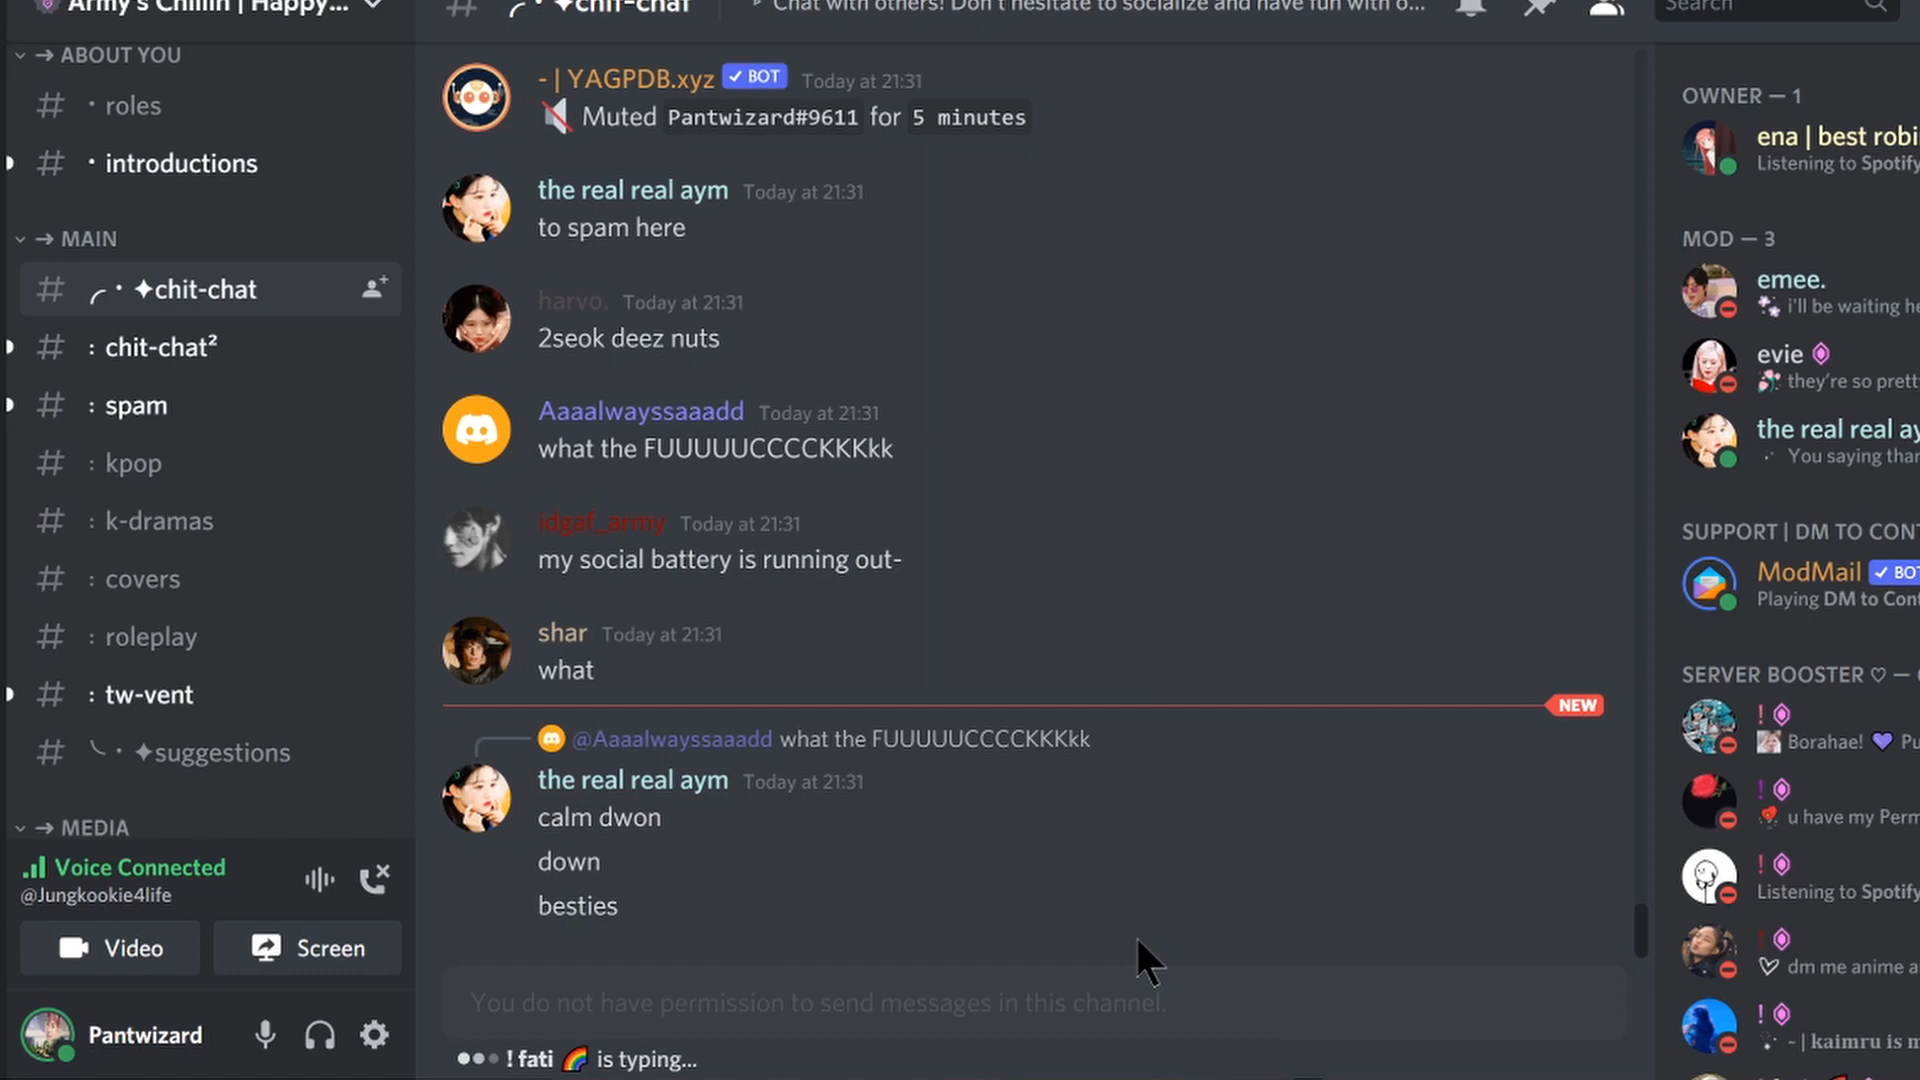 Army's Chillin | Happy...
ABOUT YOU
roles
introductions
MAIN
chit-chat
chit-chat²
spam
kpop
k-dramas
covers
roleplay
tw-vent
suggestions
MEDIA
Voice Connected
@Jungkookie4life
Video
Screen
Pantwizard
chit-chat
Chat with others! Don't hesitate to socialize and have fun with o...
Search
- | YAGPDB.xyz BOT Today at 21:31
Muted Pantwizard#9611 for 5 minutes
the real real aym Today at 21:31
to spam here
harvo. Today at 21:31
2seok deez nuts
Aaaalwayssaaadd Today at 21:31
what the FUUUUUCCCCKKKkk
idgaf_army Today at 21:31
my social battery is running out-
shar Today at 21:31
what
NEW
@Aaaalwayssaaadd what the FUUUUUCCCCKKKkk
the real real aym Today at 21:31
calm dwon
down
besties
You do not have permission to send messages in this channel.
! fati is typing...
OWNER — 1
ena | best robi
Listening to Spotify
MOD — 3
emee.
i'll be waiting he
evie
they're so prett
the real real ay
You saying than
SUPPORT | DM TO CONT
ModMail BOT
Playing DM to Cont
SERVER BOOSTER ♡ —
!
Borahae! 💜 Pu
!
u have my Perm
!
Listening to Spotify
!
dm me anime a
!
- | kaimru is m